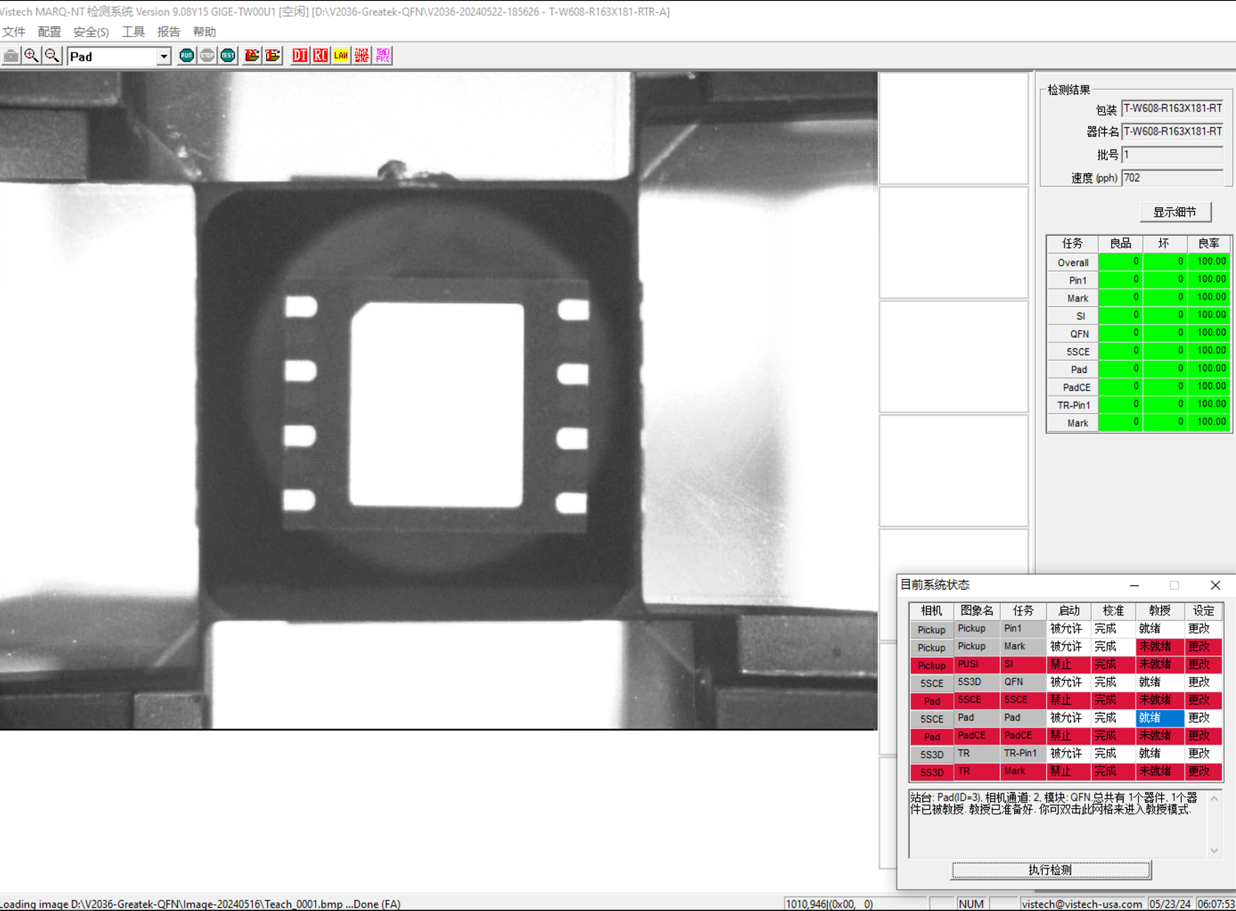 Vistech MARQ-NT 检测系统 Version 9.08Y15 GIGE-TW00U1 [空闲] [D:\V2036-Greatek-QFN\V2036-20240522-185626 - T-W608-R163X181-RTR-A]
文件 配置 安全(S) 工具 报告 帮助
Pad RUN STOP TEST DT RC LAW
检测结果
包装 T-W608-R163X181-RT
器件名 T-W608-R163X181-RT
批号 1
速度 (pph) 702
显示细节
任务 良品 坏 良率
Overall 0 0 100.00
Pin1 0 0 100.00
Mark 0 0 100.00
SI 0 0 100.00
QFN 0 0 100.00
5SCE 0 0 100.00
Pad 0 0 100.00
PadCE 0 0 100.00
TR-Pin1 0 0 100.00
Mark 0 0 100.00
目前系统状态
相机 图象名 任务 启动 校准 教授 设定
Pickup Pickup Pin1 被允许 完成 就绪 更改
Pickup Pickup Mark 被允许 完成 未就绪 更改
Pickup PUSI SI 禁止 完成 未就绪 更改
5SCE 5S3D QFN 被允许 完成 就绪 更改
Pad 5SCE 5SCE 禁止 完成 未就绪 更改
5SCE Pad Pad 被允许 完成 就绪 更改
Pad PadCE PadCE 禁止 完成 未就绪 更改
5S3D TR TR-Pin1 被允许 完成 就绪 更改
5S3D TR Mark 禁止 完成 未就绪 更改
站台: Pad(ID=3), 相机通道: 2, 模块: QFN.总共有 1个器件, 1个器
件已被教授. 教授已准备好. 你可双击此网格来进入教授模式.
执行检测
Loading image D:\V2036-Greatek-QFN\Image-20240516\Teach_0001.bmp ...Done (FA)
1010,946|(0x00, 0) NUM vistech@vistech-usa.com 05/23/24 06:07:53